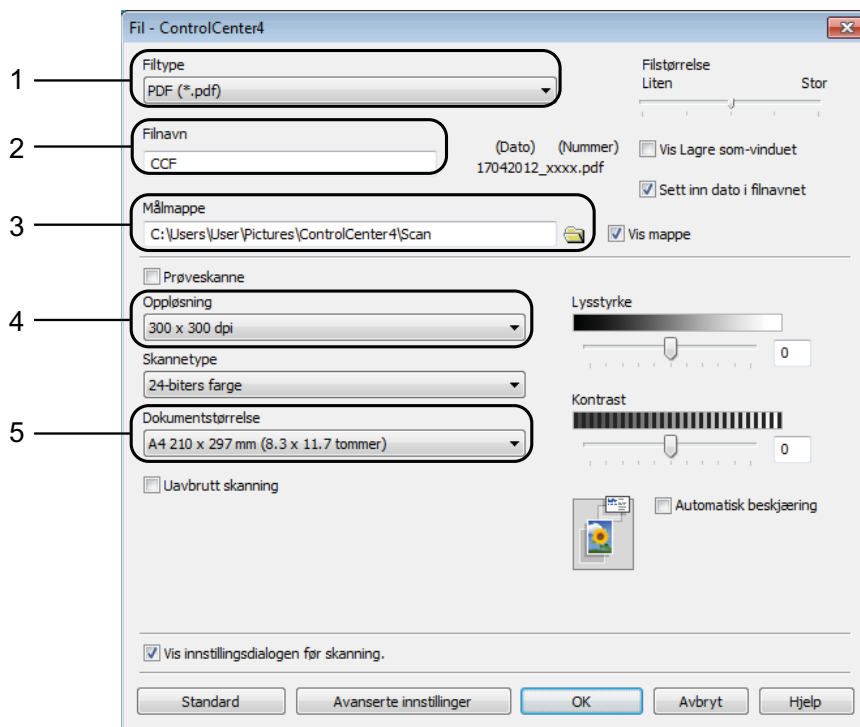 Fil - ControlCenter4
1
Filtype
PDF (*.pdf)
Filstørrelse
Liten Stor
2
Filnavn
CCF
(Dato) (Nummer)
17042012_xxxx.pdf
Vis Lagre som-vinduet
Sett inn dato i filnavnet
3
Målmappe
C:\Users\User\Pictures\ControlCenter4\Scan
Vis mappe
Prøveskanne
4
Oppløsning
300 x 300 dpi
Skannetype
24-biters farge
5
Dokumentstørrelse
A4 210 x 297 mm (8.3 x 11.7 tommer)
Uavbrutt skanning
Lysstyrke
0
Kontrast
0
Automatisk beskjæring
Vis innstillingsdialogen før skanning.
Standard Avanserte innstillinger OK Avbryt Hjelp